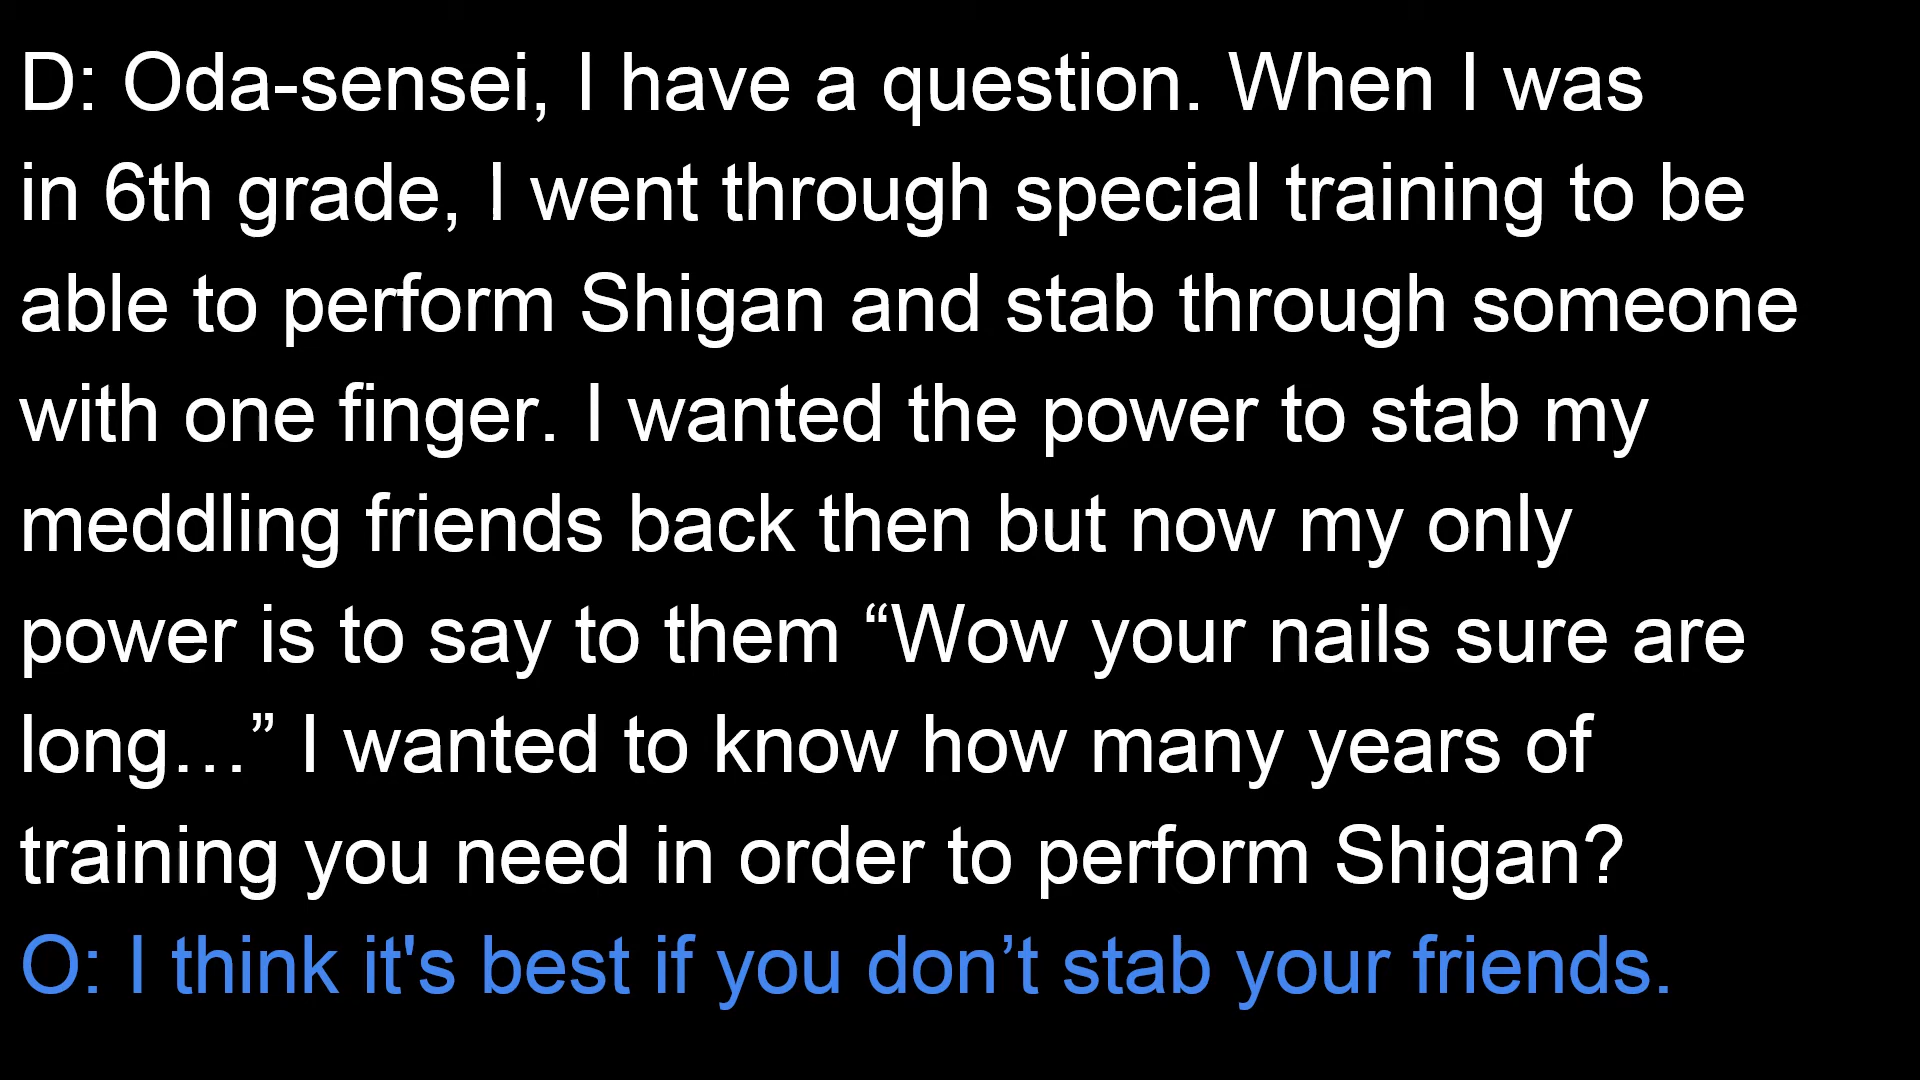 D: Oda-sensei, I have a question. When I was
in 6th grade, I went through special training to be
able to perform Shigan and stab through someone
with one finger. I wanted the power to stab my
meddling friends back then but now my only
power is to say to them “Wow your nails sure are
long…” I wanted to know how many years of
training you need in order to perform Shigan?
O: I think it's best if you don’t stab your friends.